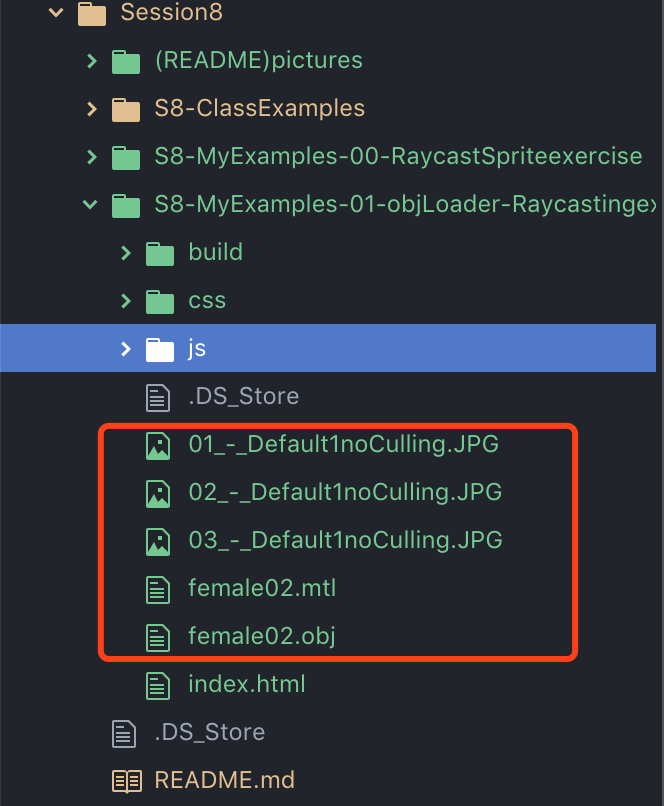 Session8
(README)pictures
S8-ClassExamples
S8-MyExamples-00-RaycastSpriteexercise
S8-MyExamples-01-objLoader-Raycastingex
build
css
js
.DS_Store
01_-_Default1noCulling.JPG
02_-_Default1noCulling.JPG
03_-_Default1noCulling.JPG
female02.mtl
female02.obj
index.html
.DS_Store
README.md